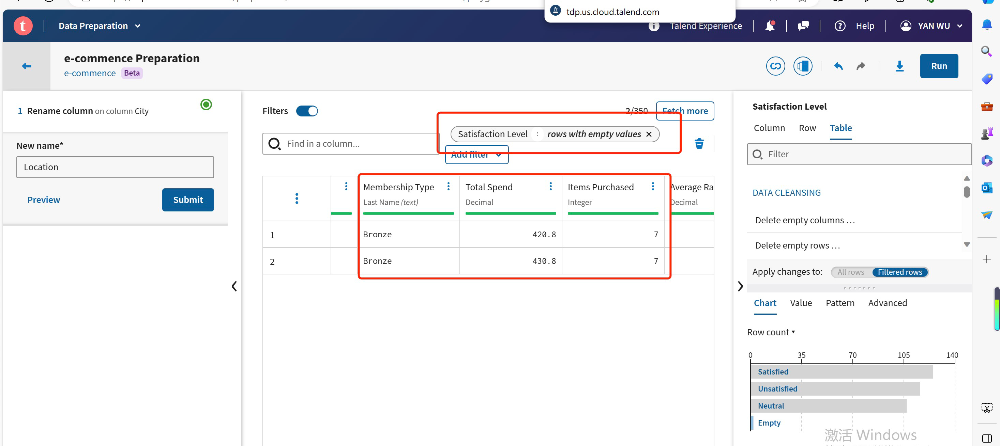 tdp.us.cloud.talend.com
t Data Preparation Talend Experience Help YAN WU
e-commence Preparation
e-commence Beta
Run
1 Rename column on column City
New name*
Location
Preview Submit
Filters 2/350 Fetch more
Find in a column... Satisfaction Level : rows with empty values
Add filter
Membership Type Total Spend Items Purchased Average Ra
Last Name (text) Decimal Integer Decimal
1 Bronze 420.8 7
2 Bronze 430.8 7
Satisfaction Level
Column Row Table
Filter
DATA CLEANSING
Delete empty columns ...
Delete empty rows ...
Apply changes to: All rows Filtered rows
Chart Value Pattern Advanced
Row count
0 35 70 105 140
Satisfied
Unsatisfied
Neutral
Empty
激活 Windows